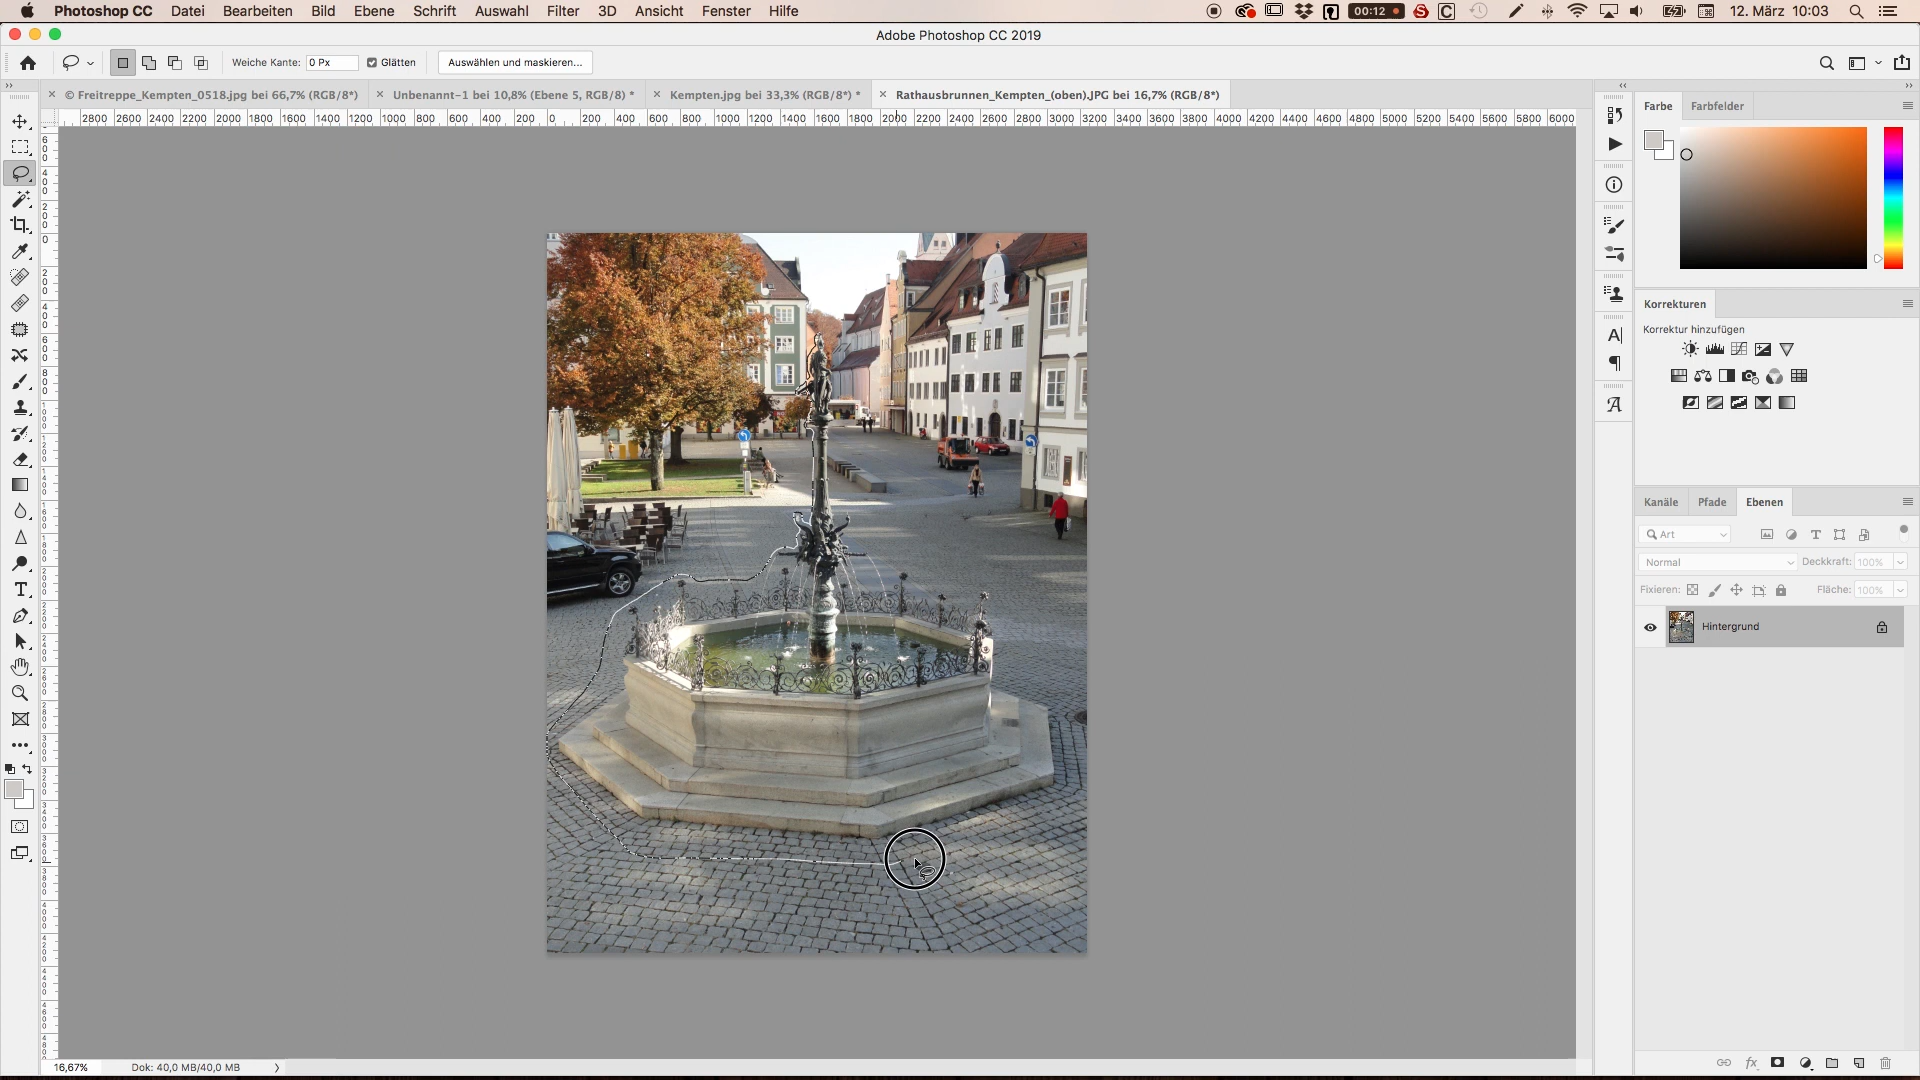 Photoshop CC Datei Bearbeiten Bild Ebene Schrift Auswahl Filter 3D Ansicht Fenster Hilfe 00:12 12. März 10:03
Adobe Photoshop CC 2019
Weiche Kante: 0 Px Glätten Auswählen und maskieren...
© Freitreppe_Kempten_0518.jpg bei 66,7% (RGB/8*)
Unbenannt-1 bei 10,8% (Ebene 5, RGB/8) *
Kempten.jpg bei 33,3% (RGB/8*) *
Rathausbrunnen_Kempten_(oben).JPG bei 16,7% (RGB/8*)
2800 2600 2400 2200 2000 1800 1600 1400 1200 1000 800 600 400 200 0 200 400 600 800 1000 1200 1400 1600 1800 2000 2200 2400 2600 2800 3000 3200 3400 3600 3800 4000 4200 4400 4600 4800 5000 5200 5400 5600 5800 6000
Farbe Farbfelder
Korrekturen
Korrektur hinzufügen
Kanäle Pfade Ebenen
Art
Normal Deckkraft: 100%
Fixieren: Fläche: 100%
Hintergrund
16,67% Dok: 40,0 MB/40,0 MB